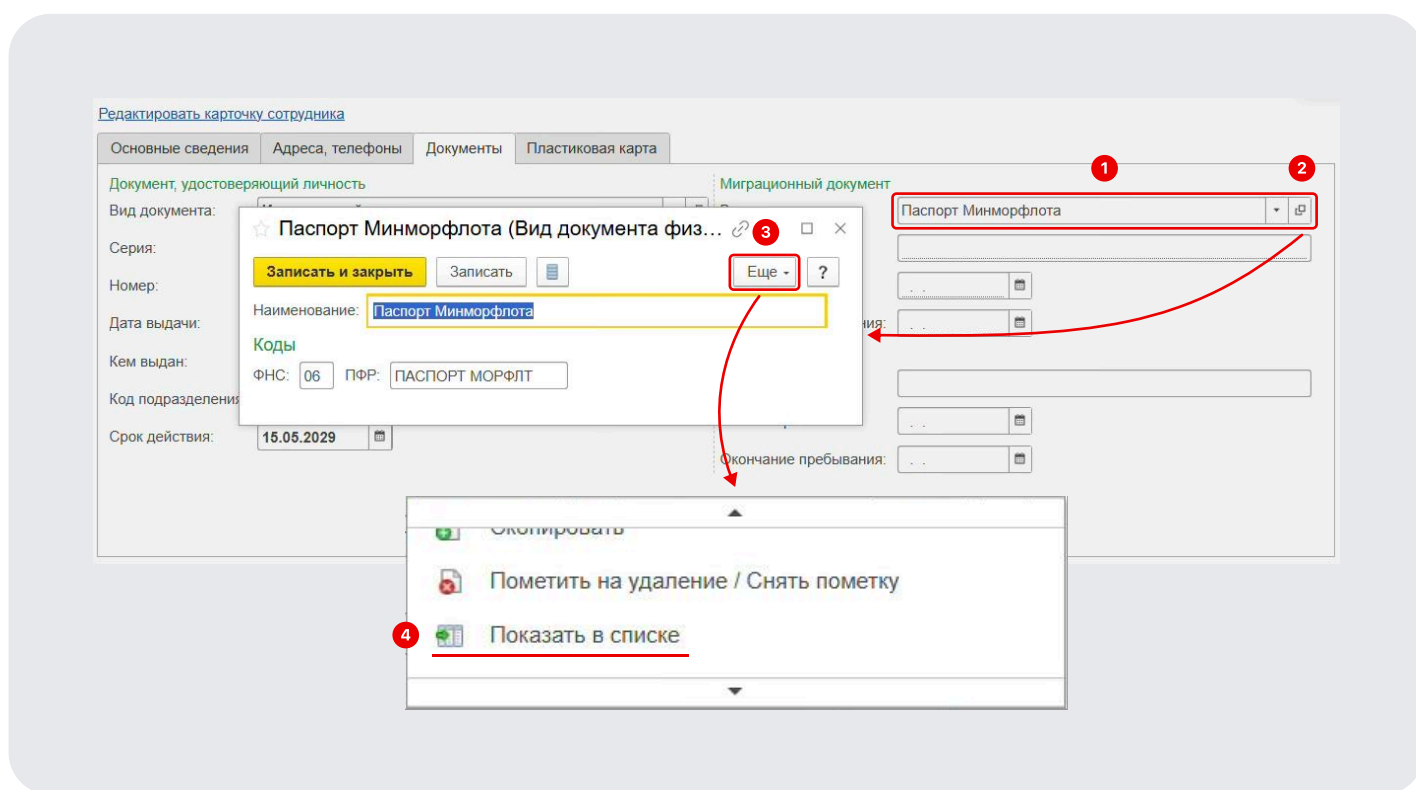 Редактировать карточку сотрудника
Основные сведения Адреса, телефоны Документы Пластиковая карта
1 2
Документ, удостоверяющий личность Миграционный документ
Вид документа: Паспорт Минморфлота
Паспорт Минморфлота (Вид документа физ... 3
Серия:
Записать и закрыть Записать Еще ?
Номер:
Наименование: Паспорт Минморфлота
Дата выдачи:
Коды
Кем выдан:
ФНС: 06 ПФР: ПАСПОРТ МОРФЛТ
Код подразделения
Срок действия: 15.05.2029
Окончание пребывания:
Скопировать
Пометить на удаление / Снять пометку
4 Показать в списке